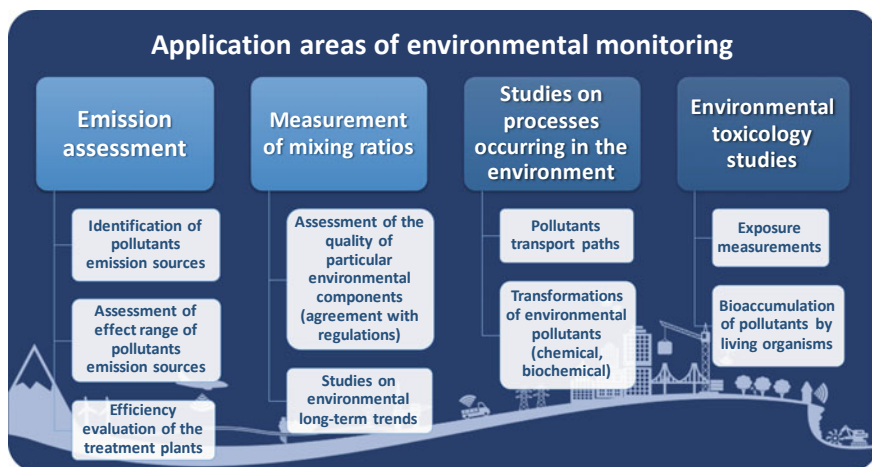 Application areas of environmental monitoring
Emission
assessment
Identification of
pollutants
emission sources
Assessment of
effect range of
pollutants
emission sources
Efficiency
evaluation of the
treatment plants
Measurement
of mixing ratios
Assessment of the
quality of
particular
environmental
components
(agreement with
regulations)
Studies on
environmental
long-term trends
Studies on
processes
occurring in the
environment
Pollutants
transport paths
Transformations
of environmental
pollutants
(chemical,
biochemical)
Environmental
toxicology
studies
Exposure
measurements
Bioaccumulation
of pollutants by
living organisms